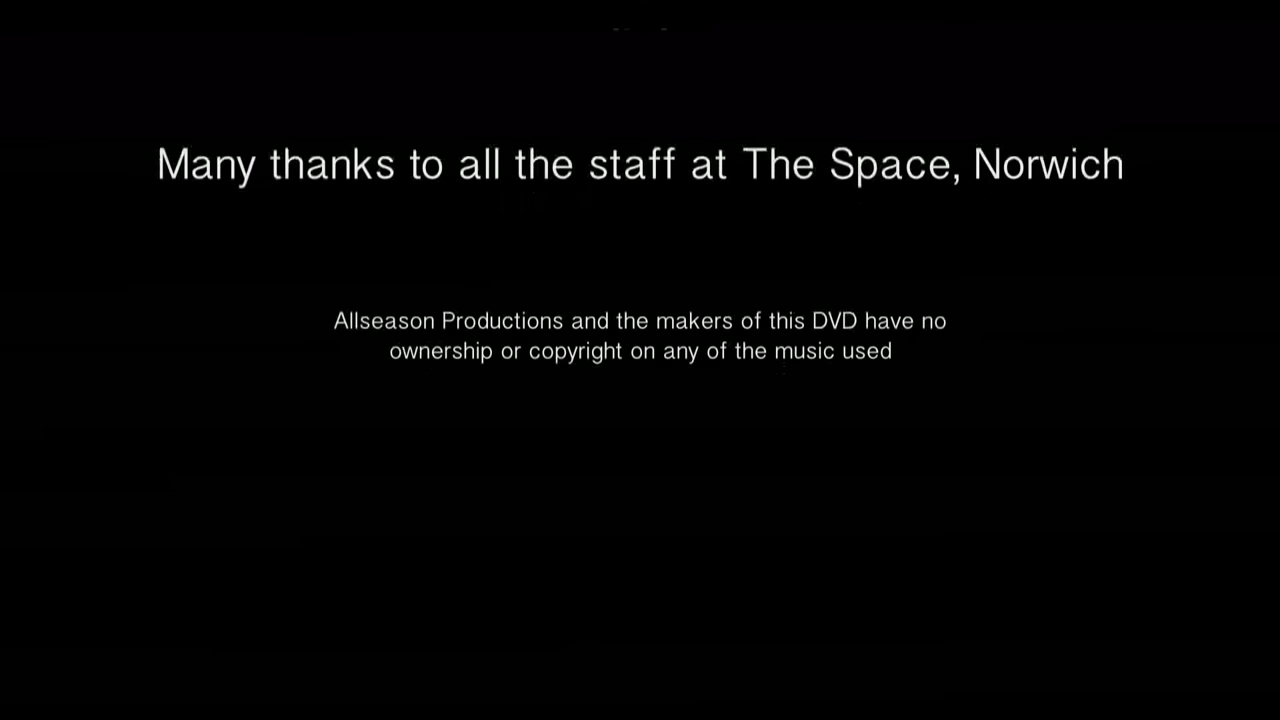 Many thanks to all the staff at The Space, Norwich
Allseason Productions and the makers of this DVD have no
ownership or copyright on any of the music used